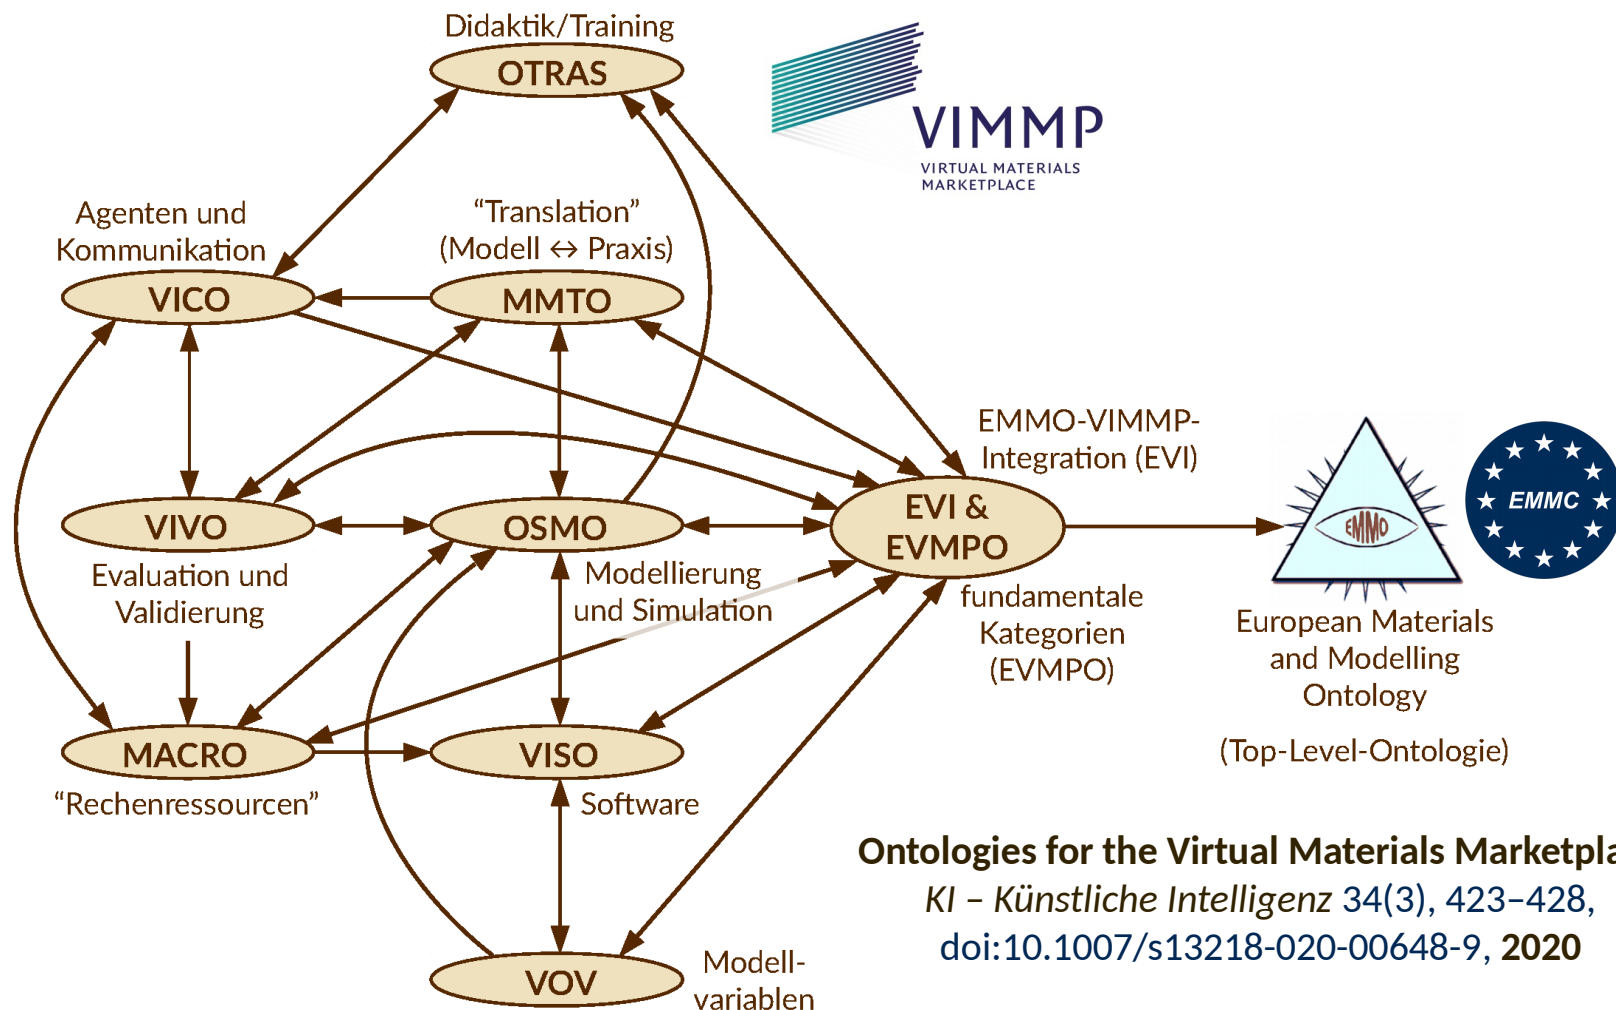 Didaktik/Training
OTRAS
VIMMP
VIRTUAL MATERIALS
MARKETPLACE
Agenten und
Kommunikation
VICO
“Translation”
(Modell ↔ Praxis)
MMTO
EMMO-VIMMP-
Integration (EVI)
EVI &
EVMPO
fundamentale
Kategorien
(EVMPO)
VIVO
Evaluation und
Validierung
OSMO
Modellierung
und Simulation
EMMO
EMMC
European Materials
and Modelling
Ontology
(Top-Level-Ontologie)
MACRO
“Rechenressourcen”
VISO
Software
VOV
Modell-
variablen
Ontologies for the Virtual Materials Marketpla
KI – Künstliche Intelligenz 34(3), 423–428,
doi:10.1007/s13218-020-00648-9, 2020